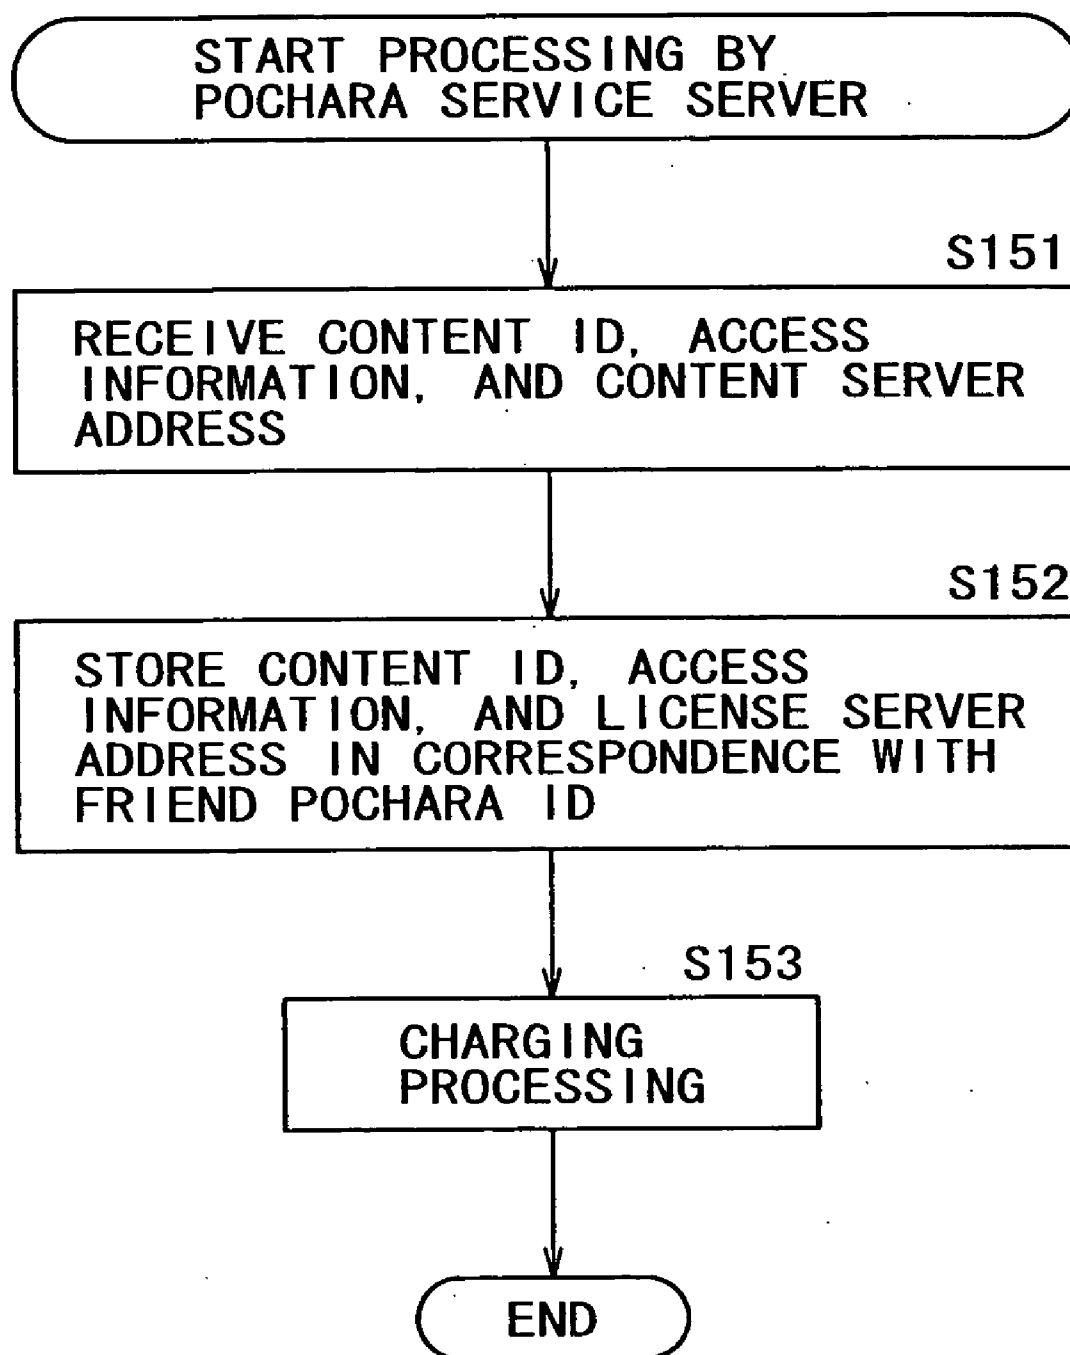 START PROCESSING BY
POCHARA SERVICE SERVER
S151
RECEIVE CONTENT ID, ACCESS
INFORMATION, AND CONTENT SERVER
ADDRESS
S152
STORE CONTENT ID, ACCESS
INFORMATION, AND LICENSE SERVER
ADDRESS IN CORRESPONDENCE WITH
FRIEND POCHARA ID
S153
CHARGING
PROCESSING
END